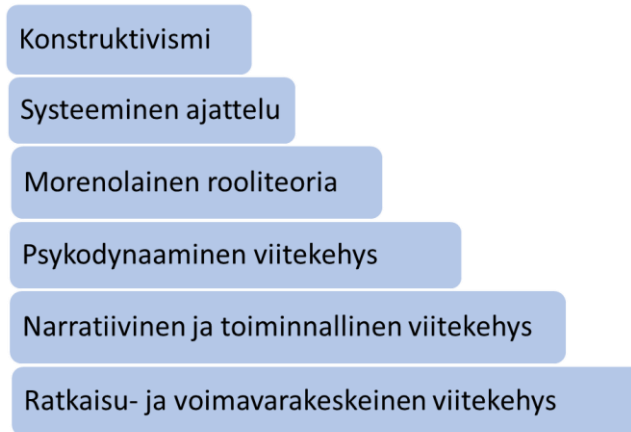 Konstruktivismi
Systeeminen ajattelu
Morenolainen rooliteoria
Psykodynaaminen viitekehys
Narratiivinen ja toiminnallinen viitekehys
Ratkaisu- ja voimavarakeskeinen viitekehys